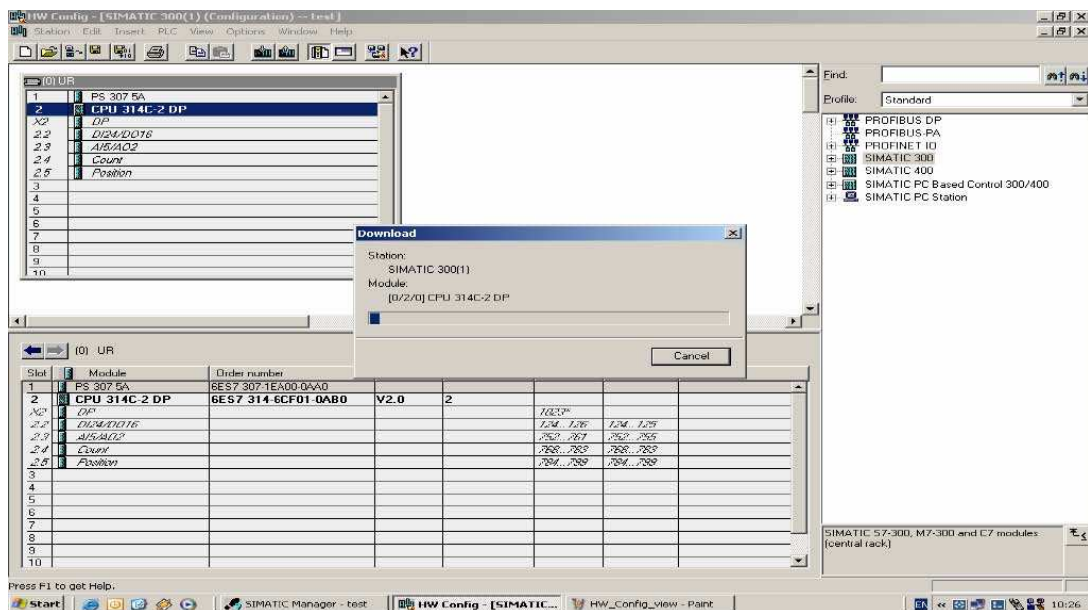 HW Config - [SIMATIC 300(1) (Configuration) -- test]
Station Edit Insert PLC View Options Window Help
(0) UR
1 PS 307 5A
2 CPU 314C-2 DP
X2 DP
2.2 DI24/DO16
2.3 AI5/AO2
2.4 Count
2.5 Position
3
4
5
6
7
8
9
10
Find:
Profile: Standard
PROFIBUS DP
PROFIBUS-PA
PROFINET IO
SIMATIC 300
SIMATIC 400
SIMATIC PC Based Control 300/400
SIMATIC PC Station
Download
Station:
SIMATIC 300(1)
Module:
[0/2/0] CPU 314C-2 DP
Cancel
(0) UR
Slot Module Order number
1 PS 307 5A 6ES7 307-1EA00-0AA0
2 CPU 314C-2 DP 6ES7 314-6CF01-0AB0 V2.0 2
X2 DP 1023*
2.2 DI24/DO16 124...126 124...125
2.3 AI5/AO2 752...761 752...755
2.4 Count 768...783 768...783
2.5 Position 784...799 784...799
3
4
5
6
7
8
9
10
SIMATIC S7-300, M7-300 and C7 modules
(central rack)
Press F1 to get Help.
Start SIMATIC Manager - test HW Config - [SIMATIC... HW_Config_view - Paint EN 10:26